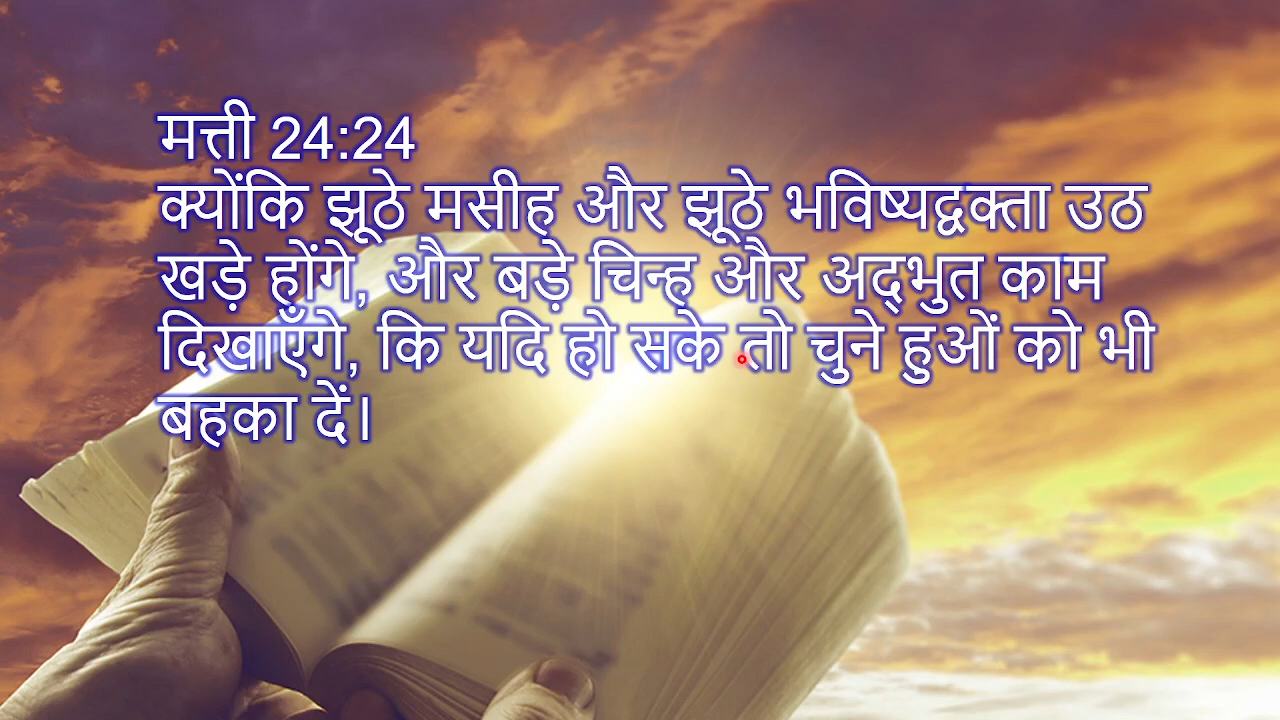 मत्ती 24:24
क्योंकि झूठे मसीह और झूठे भविष्यद्वक्ता उठ
खड़े होंगे, और बड़े चिन्ह और अद्‌भुत काम
दिखाएँगे, कि यदि हो सके तो चुने हुओं को भी
बहका दें।